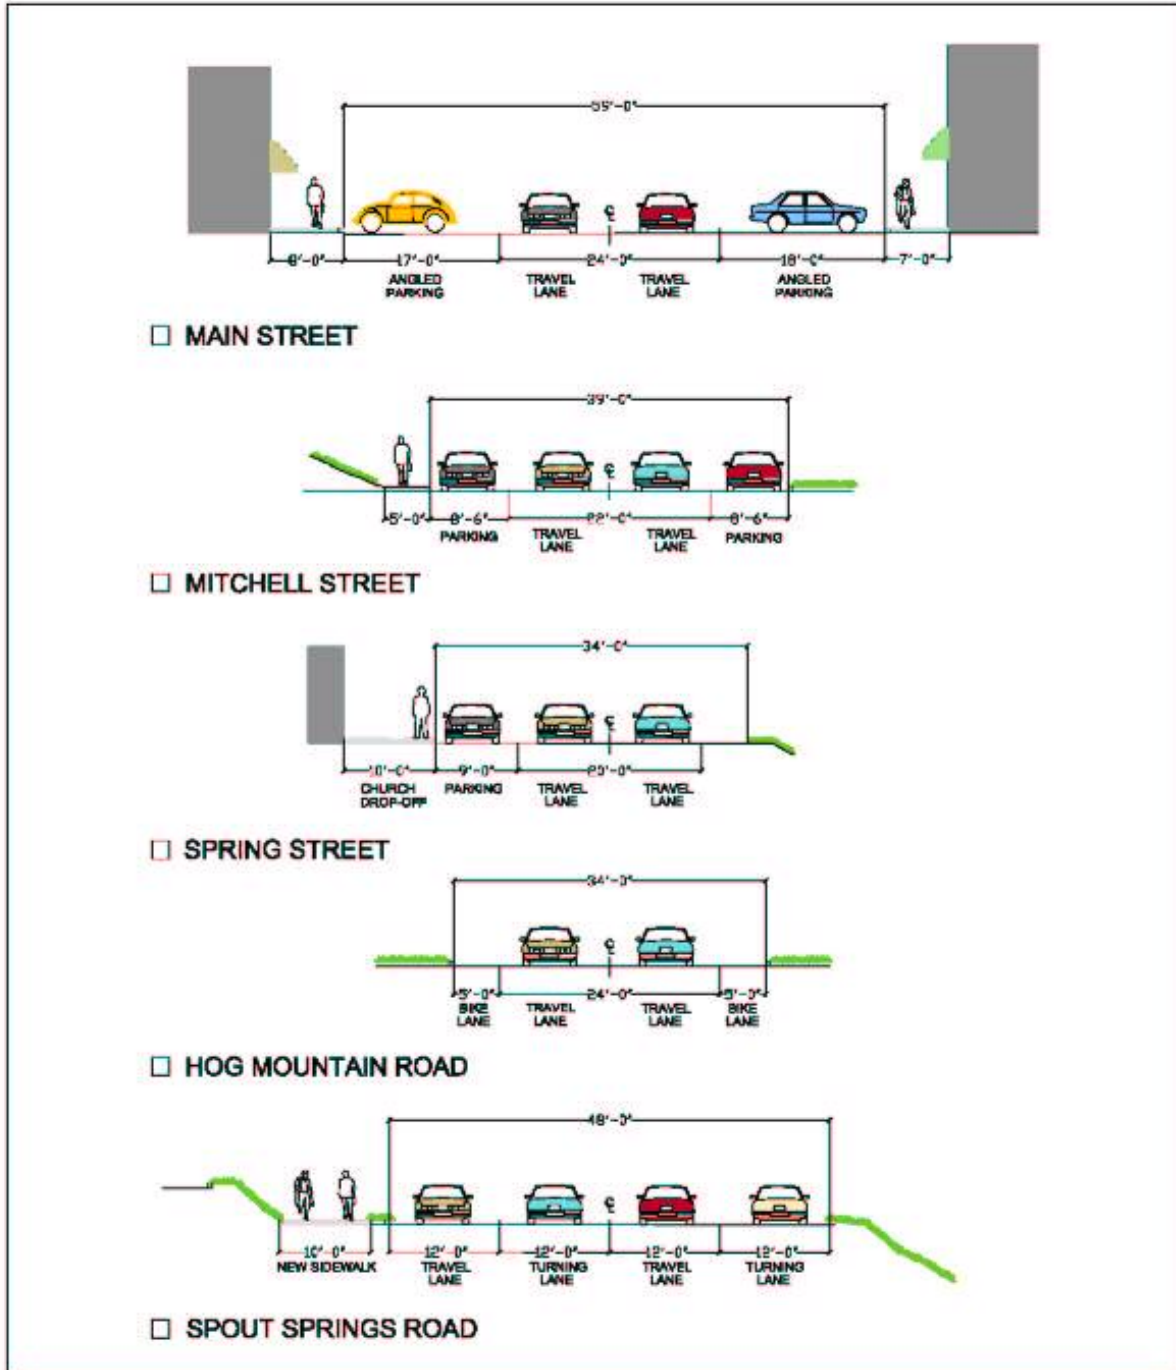 59'-0"
8'-0" 17'-0" 24'-0" 18'-0" 7'-0"
ANGLED PARKING
TRAVEL LANE
TRAVEL LANE
ANGLED PARKING
MAIN STREET
39'-0"
5'-0" 8'-6" 22'-0" 8'-6"
PARKING
TRAVEL LANE
TRAVEL LANE
PARKING
MITCHELL STREET
34'-0"
10'-0" 9'-0" 20'-0"
CHURCH DROP-OFF
PARKING
TRAVEL LANE
TRAVEL LANE
SPRING STREET
34'-0"
5'-0" 24'-0" 5'-0"
BIKE LANE
TRAVEL LANE
TRAVEL LANE
BIKE LANE
HOG MOUNTAIN ROAD
48'-0"
10'-0" 12'-0" 12'-0" 12'-0" 12'-0"
NEW SIDEWALK
TRAVEL LANE
TURNING LANE
TRAVEL LANE
TURNING LANE
SPOUT SPRINGS ROAD